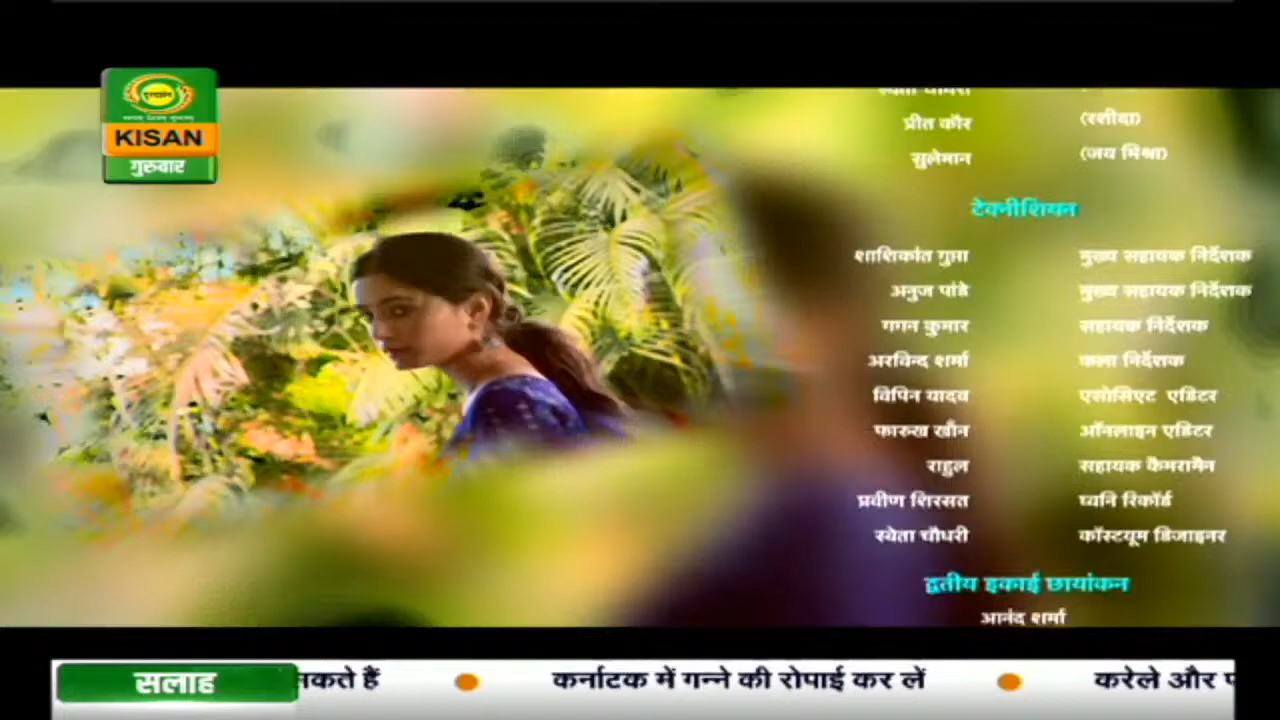 KISAN
गुरुवार
प्रीत कौर (रशीदा)
सुलेमान (जय मिश्रा)
टेक्नीशियन
शाशिकांत गुप्ता मुख्य सहायक निर्देशक
अनुज पांडे मुख्य सहायक निर्देशक
गगन कुमार सहायक निर्देशक
अरविन्द शर्मा कला निर्देशक
विपिन यादव एसोसिएट एडिटर
फारुख खाँन ऑनलाइन एडिटर
राहुल सहायक कैमरामैन
प्रवीण शिरसत ध्वनि रिकॉर्ड
स्वेता चौधरी कॉस्टयूम डिजाइनर
द्वतीय इकाई छायांकन
आनंद शर्मा
सलाह सकते हैं कर्नाटक में गन्ने की रोपाई कर लें करेले और